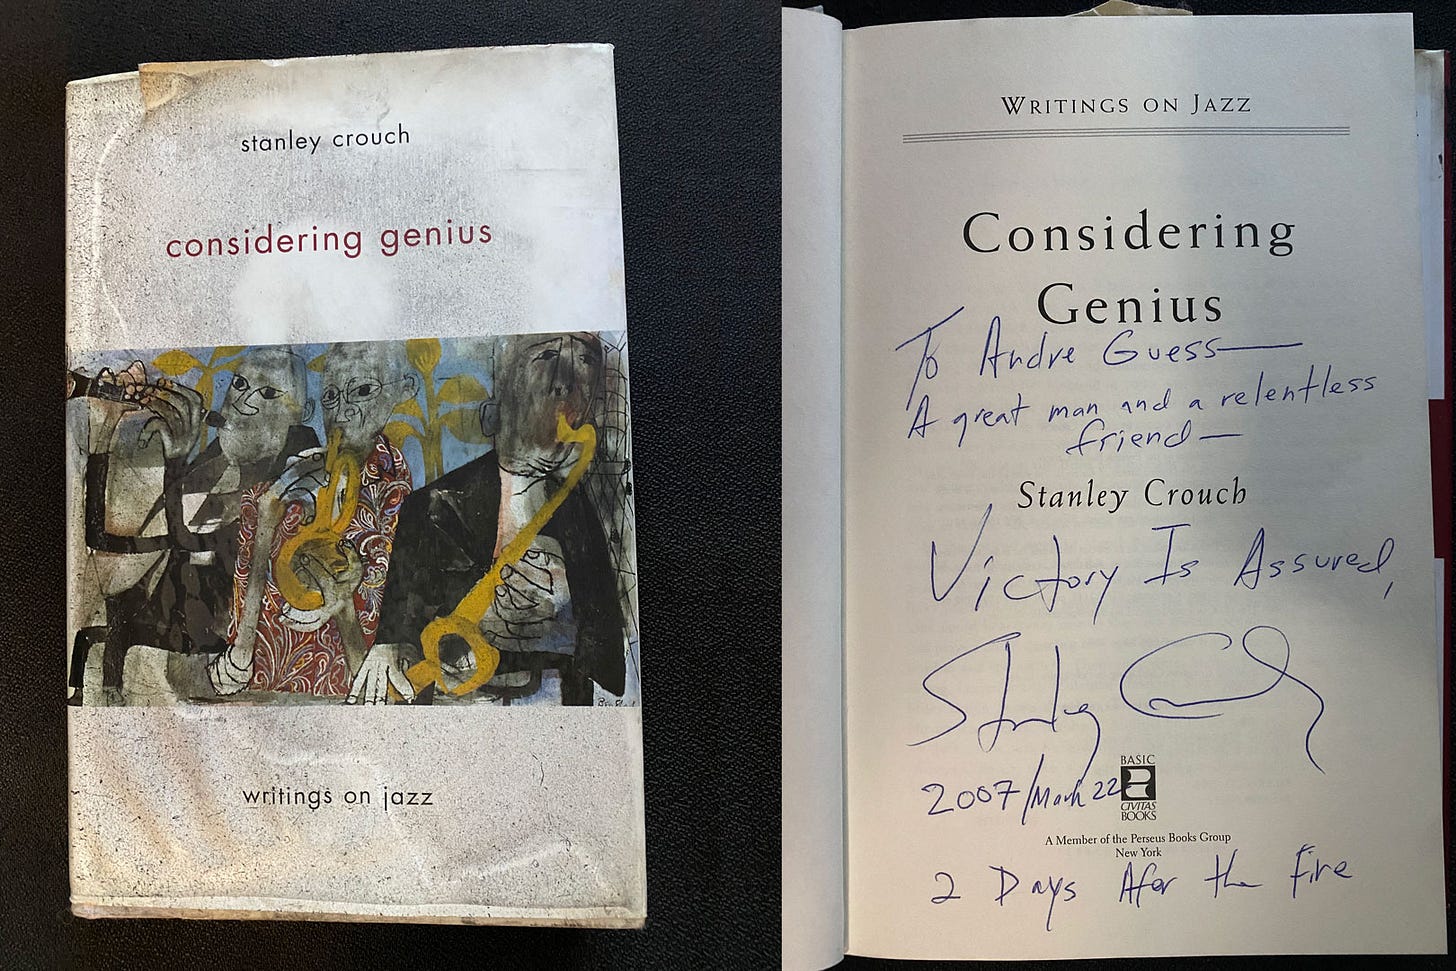 stanley crouch
considering genius
writings on jazz
WRITINGS ON JAZZ
Considering
Genius
To Andre Guess—
A great man and a relentless
friend—
Stanley Crouch
Victory Is Assured,
Stanley Crouch
2007/March 22
BASIC
CIVITAS
BOOKS
A Member of the Perseus Books Group
New York
2 Days After the Fire